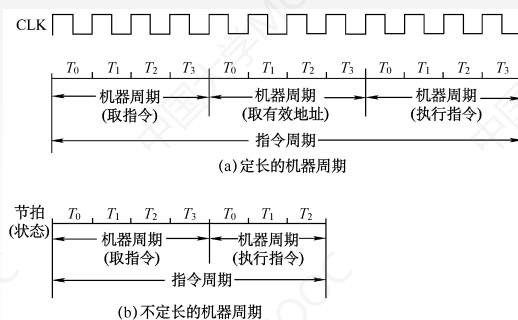 CLK
T0 T1 T2 T3 T0 T1 T2 T3 T0 T1 T2 T3
机器周期 机器周期 机器周期
(取指令) (取有效地址) (执行指令)
指令周期
(a)定长的机器周期
节拍 T0 T1 T2 T3 T0 T1 T2
(状态) 机器周期 机器周期
(取指令) (执行指令)
指令周期
(b)不定长的机器周期